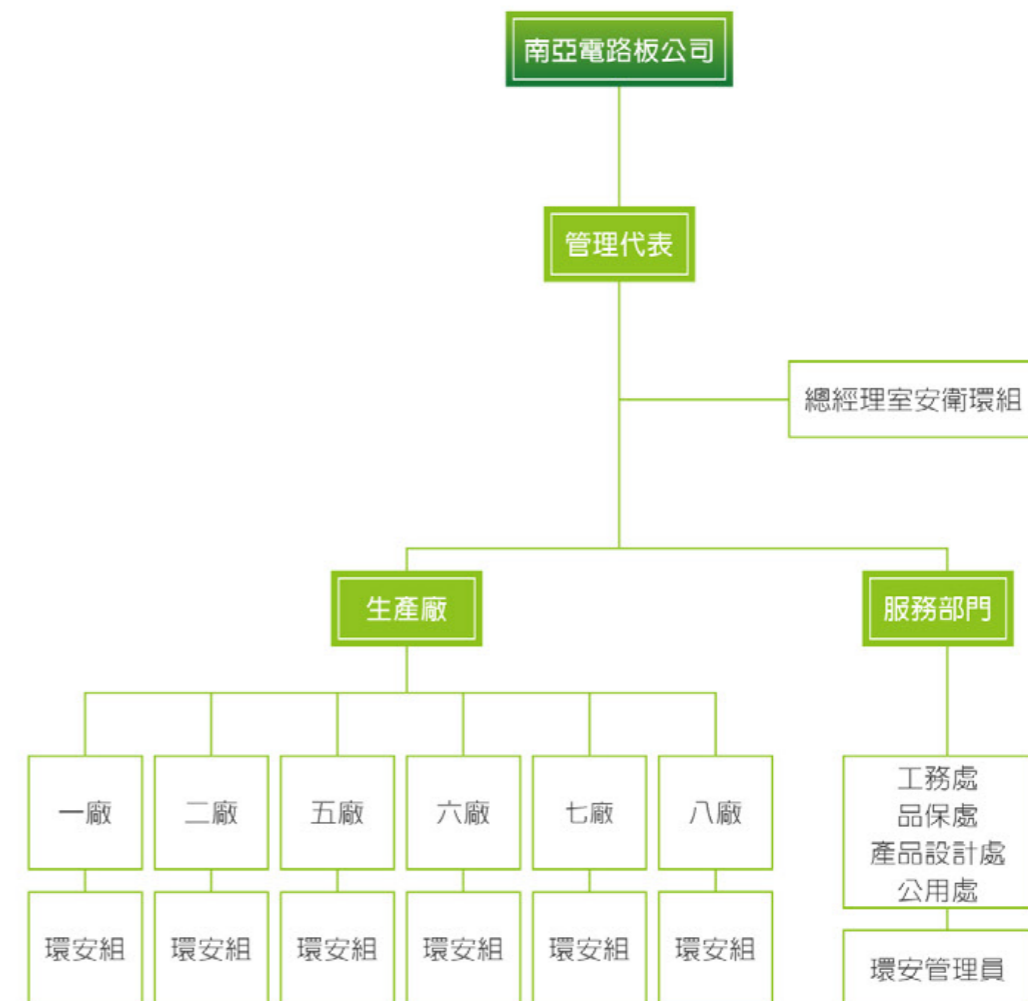 南亞電路板公司
管理代表
總經理室安衛環組
生產廠
服務部門
一廠
二廠
五廠
六廠
七廠
八廠
工務處
品保處
產品設計處
公用處
環安組
環安組
環安組
環安組
環安組
環安組
環安管理員